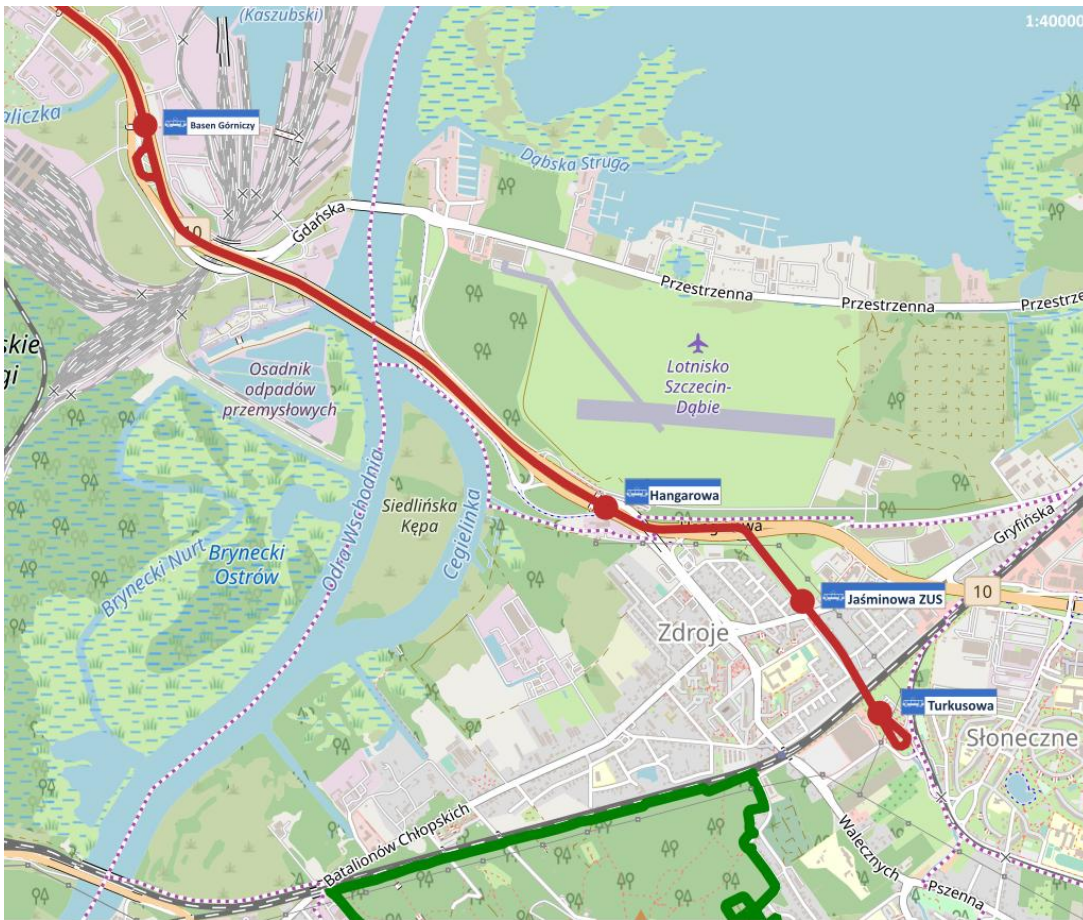 (Kaszubski)
1:40000
aliczka
Basen Górniczy
Dąbska Struga
10
Gdańska
Przestrzenna
Przestrzenna
Przestrze
skie
gi
Osadnik
odpadów
przemysłowych
Lotnisko
Szczecin-
Dąbie
Siedlińska
Kępa
Hangarowa
Odra Wschodnia
Cegielinka
Gryfińska
Brynecki Nurt
Brynecki
Ostrów
10
Jaśminowa ZUS
Zdroje
Turkusowa
Słoneczne
Batalionów Chłopskich
Walecznych
Pszenna